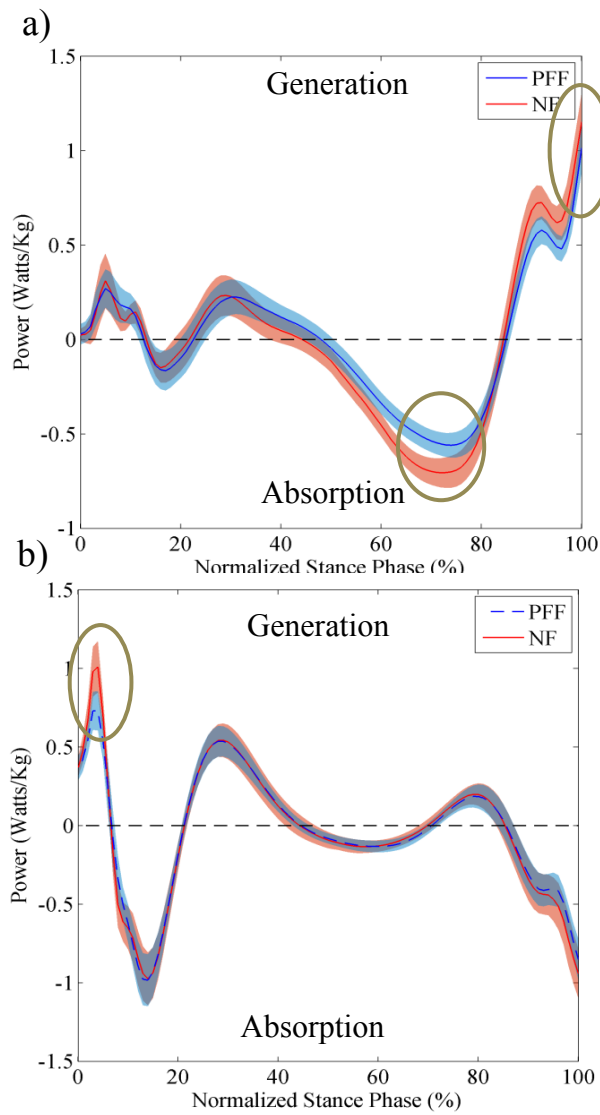 a)
1.5
Generation
PFF
NF
1
0.5
0
-0.5
Absorption
-1
0 20 40 60 80 100
Normalized Stance Phase (%)
Power (Watts/Kg)
b)
1.5
Generation
PFF
NF
1
0.5
0
-0.5
-1
Absorption
-1.5
0 20 40 60 80 100
Normalized Stance Phase (%)
Power (Watts/Kg)